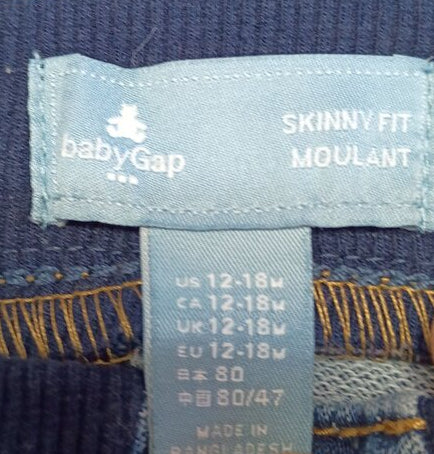 babyGap
SKINNY FIT
MOULANT
US 12-18M
CA 12-18M
UK 12-18M
EU 12-18M
日本 80
中国 80/47
MADE IN
BANGLADESH